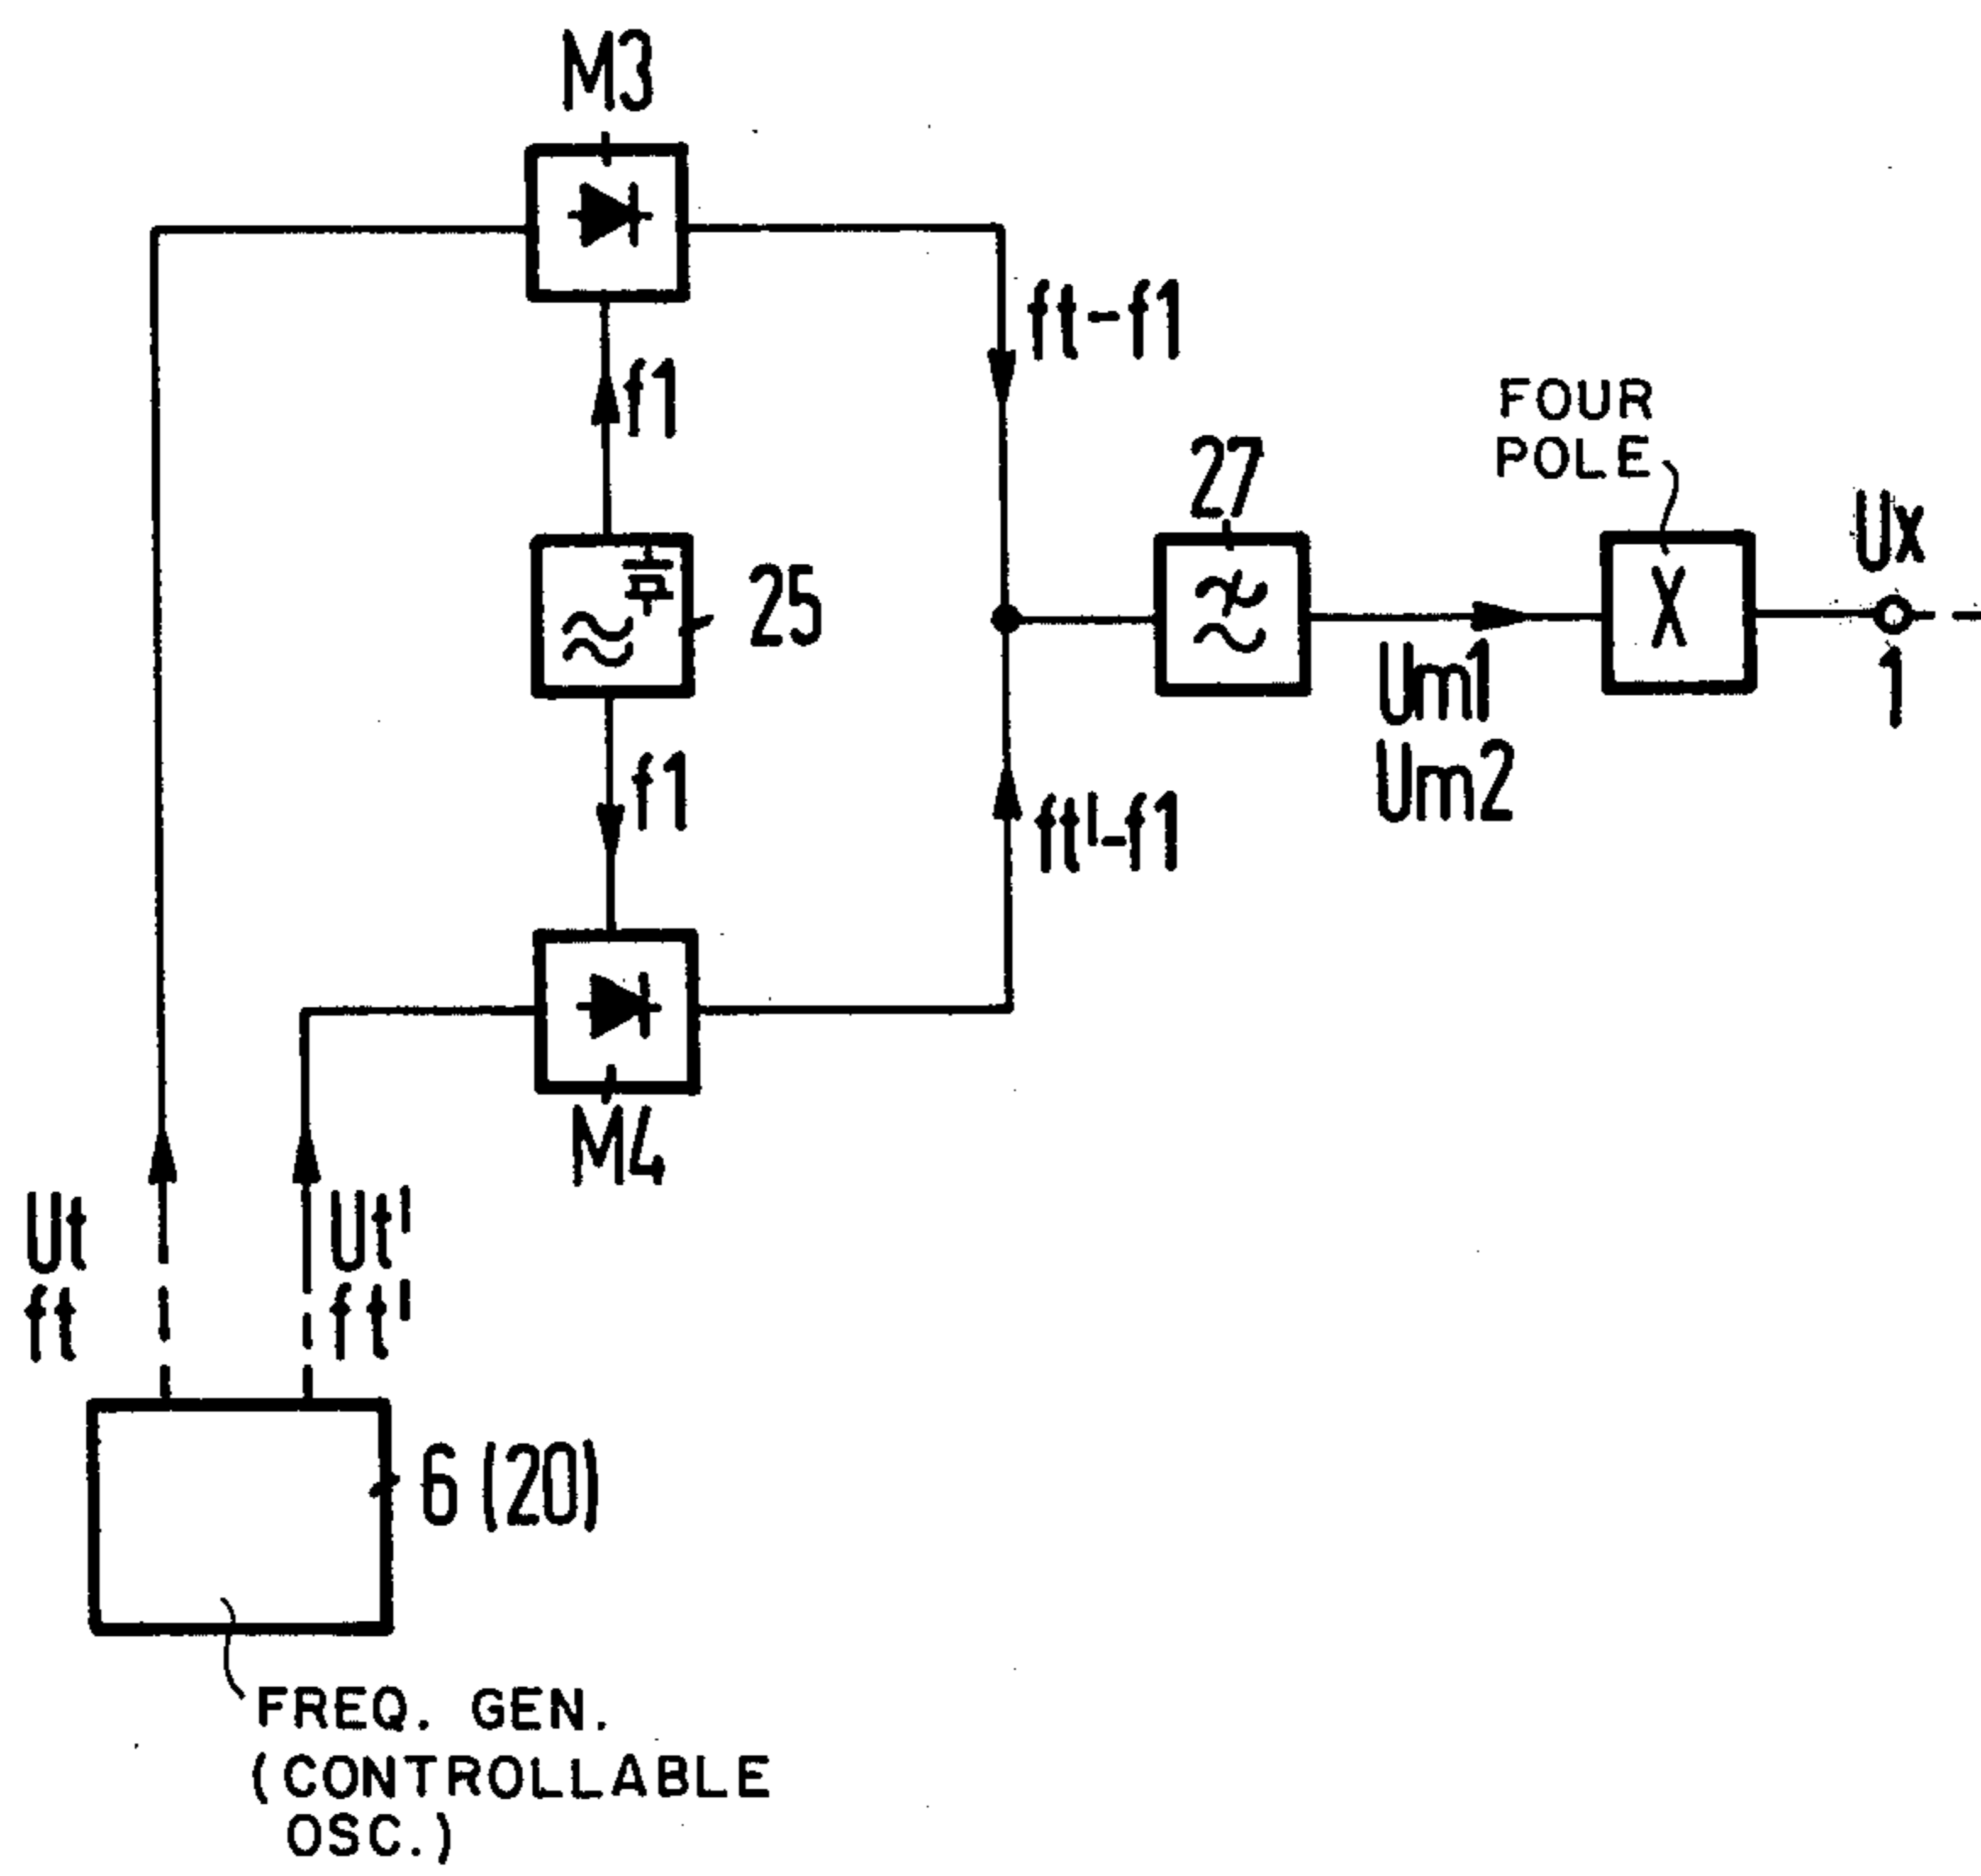 M3
ft-f1
f1
FOUR
POLE
27
Ux
25
X
Um1
1
f1
Um2
ft'-f1
M4
Ut
Ut'
ft
ft'
6 (20)
FREQ. GEN.
(CONTROLLABLE
OSC.)